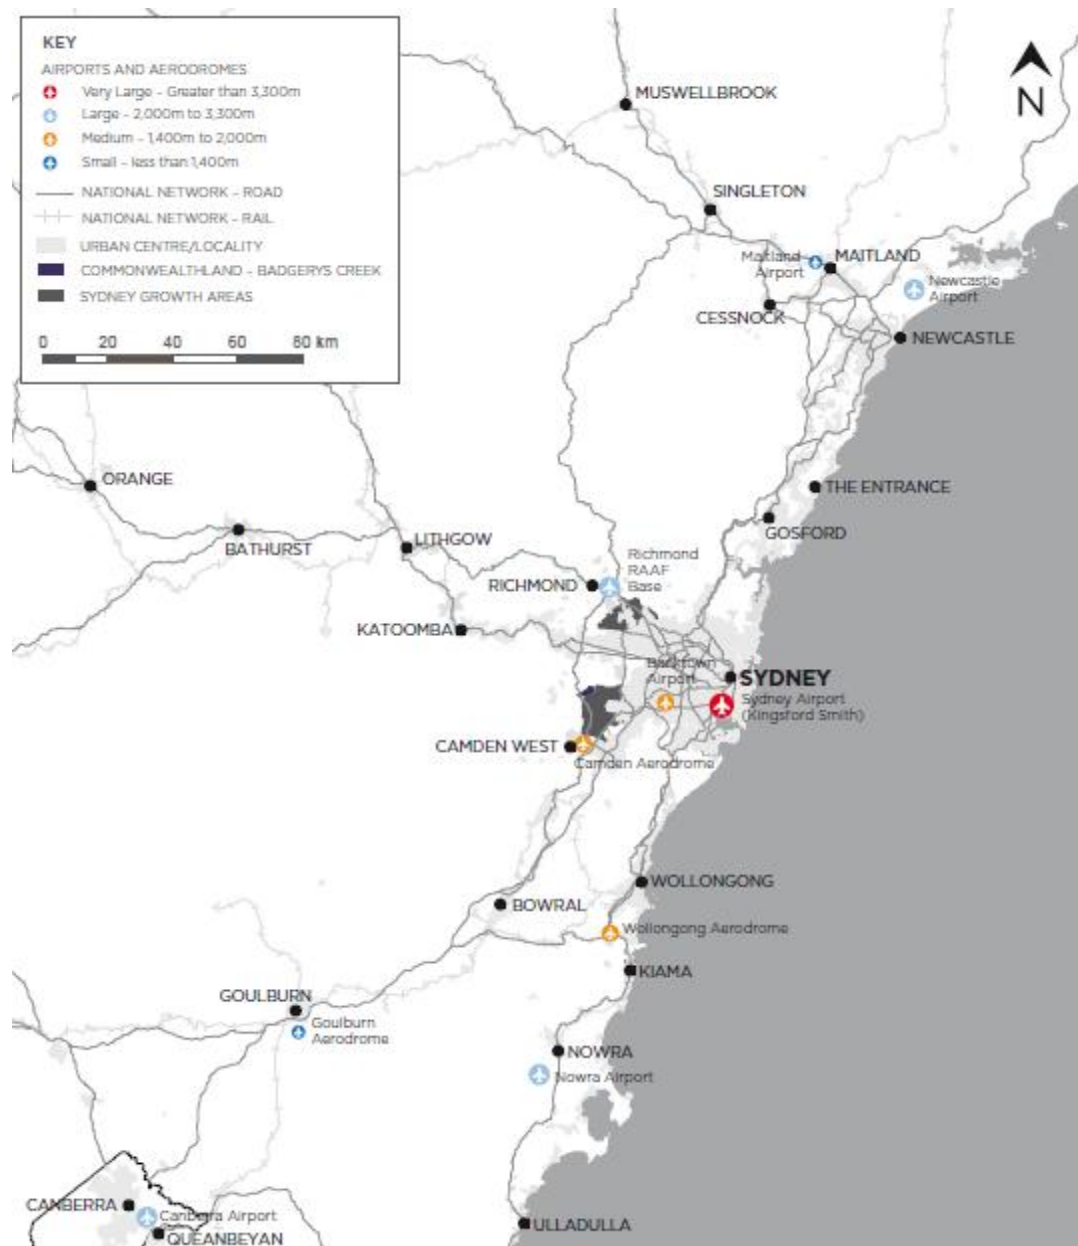 KEY
AIRPORTS AND AERODROMES
Very Large - Greater than 3,300m
Large - 2,000m to 3,300m
Medium - 1,400m to 2,000m
Small - less than 1,400m
NATIONAL NETWORK - ROAD
NATIONAL NETWORK - RAIL
URBAN CENTRE/LOCALITY
COMMONWEALTHLAND - BADGERYS CREEK
SYDNEY GROWTH AREAS
0 20 40 60 80 km
N
MUSWELLBROOK
SINGLETON
Maitland
Airport
MAITLAND
Newcastle
Airport
CESSNOCK
NEWCASTLE
ORANGE
THE ENTRANCE
GOSFORD
BATHURST
LITHGOW
Richmond
RAAF
Base
RICHMOND
KATOOMBA
Airport
SYDNEY
Sydney Airport
(Kingsford Smith)
CAMDEN WEST
Camden Aerodrome
WOLLONGONG
BOWRAL
Wollongong Aerodrome
KIAMA
GOULBURN
Goulburn
Aerodrome
NOWRA
Nowra Airport
CANBERRA
Canberra Airport
QUEANBEYAN
ULLADULLA